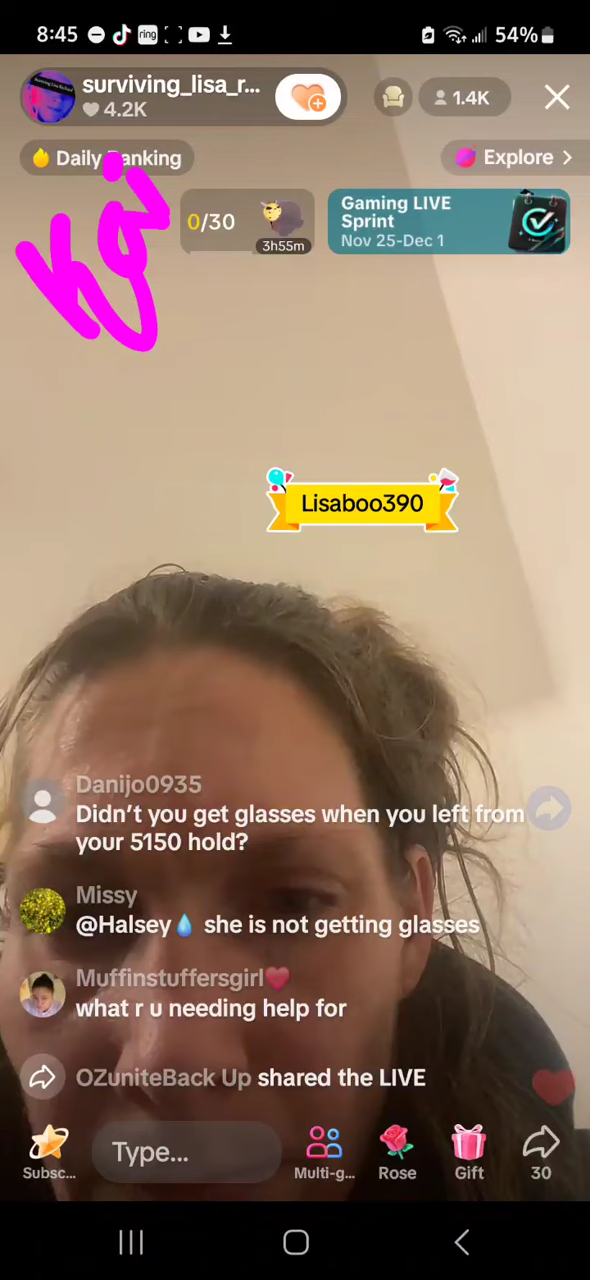 8:45
ring
54%
surviving_lisa_r...
4.2K
1.4K
Daily Ranking
Explore >
Kai
0/30
3h55m
Gaming LIVE
Sprint
Nov 25-Dec 1
Lisaboo390
Danijo0935
Didn't you get glasses when you left from
your 5150 hold?
Missy
@Halsey💧 she is not getting glasses
Muffinstuffersgirl❤️
what r u needing help for
OZuniteBack Up shared the LIVE
Subsc...
Type...
Multi-g...
Rose
Gift
30